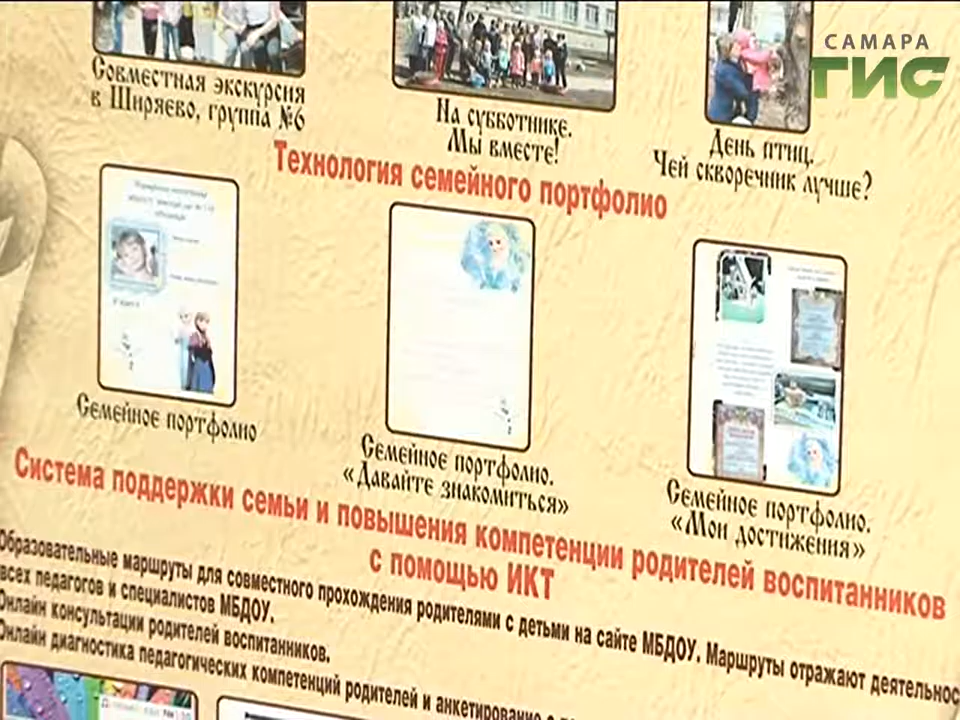 САМАРА
ГИС
Совместная экскурсия
в Ширяево, группа №6
На субботнике.
Мы вместе!
День птиц.
Чей скворечник лучше?
Технология семейного портфолио
Семейное портфолио
Семейное портфолио.
«Давайте знакомиться»
Семейное портфолио.
«Мои достижения»
Система поддержки семьи и повышения компетенции родителей воспитанников
с помощью ИКТ
Образовательные маршруты для совместного прохождения родителями с детьми на сайте МБДОУ. Маршруты отражают деятельнос
всех педагогов и специалистов МБДОУ.
Онлайн консультации родителей воспитанников.
Онлайн диагностика педагогических компетенций родителей и анкетирование